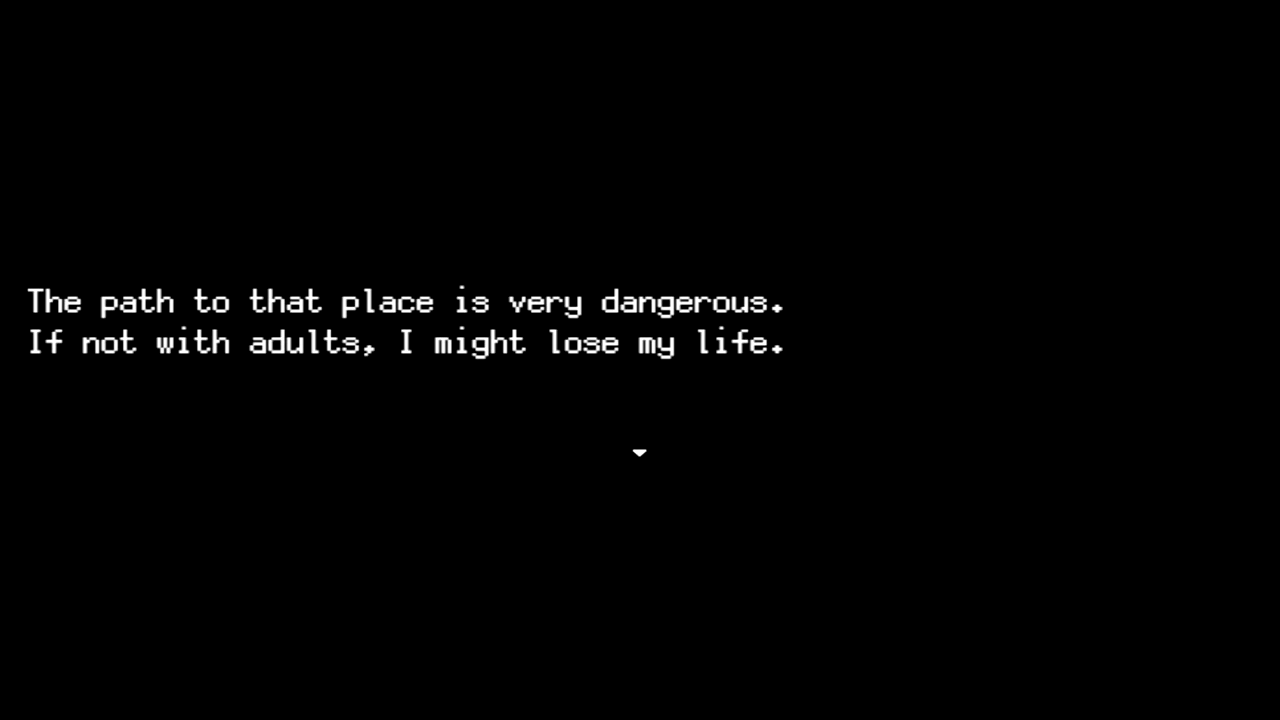 The path to that place is very dangerous.
If not with adults, I might lose my life.